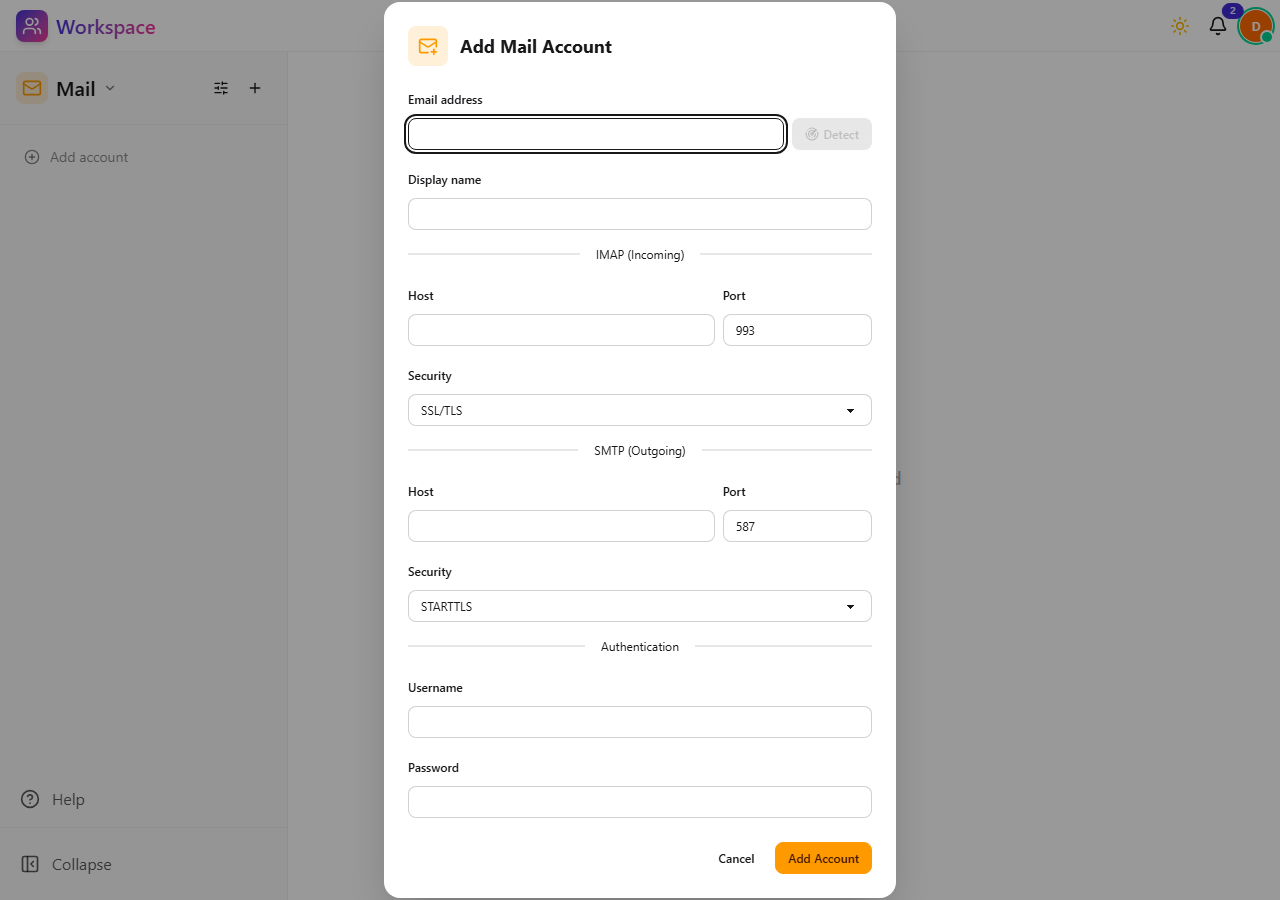 Workspace
2
D
Mail
Add account
Add Mail Account
Email address
Detect
Display name
IMAP (Incoming)
Host
Port
993
Security
SSL/TLS
SMTP (Outgoing)
Host
Port
587
Security
STARTTLS
Authentication
Username
Password
Cancel
Add Account
Help
Collapse